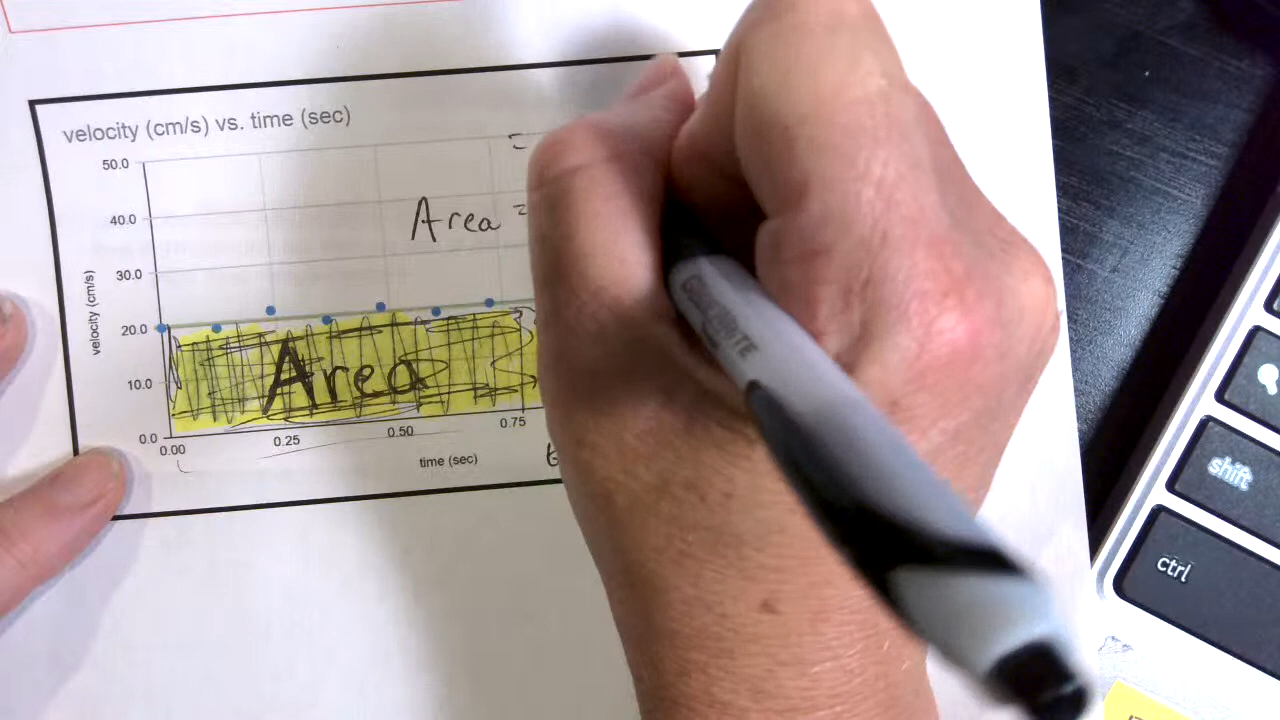 velocity (cm/s) vs. time (sec)
50.0
=
40.0
Area =
30.0
velocity (cm/s)
20.0
Area
10.0
0.0
0.00
0.25
0.50
0.75
time (sec)
shift
ctrl